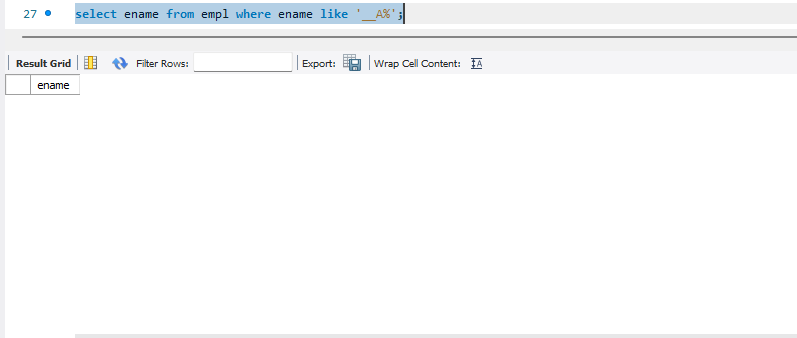 27 select ename from empl where ename like '__A%';
Result Grid Filter Rows: Export: Wrap Cell Content:
ename